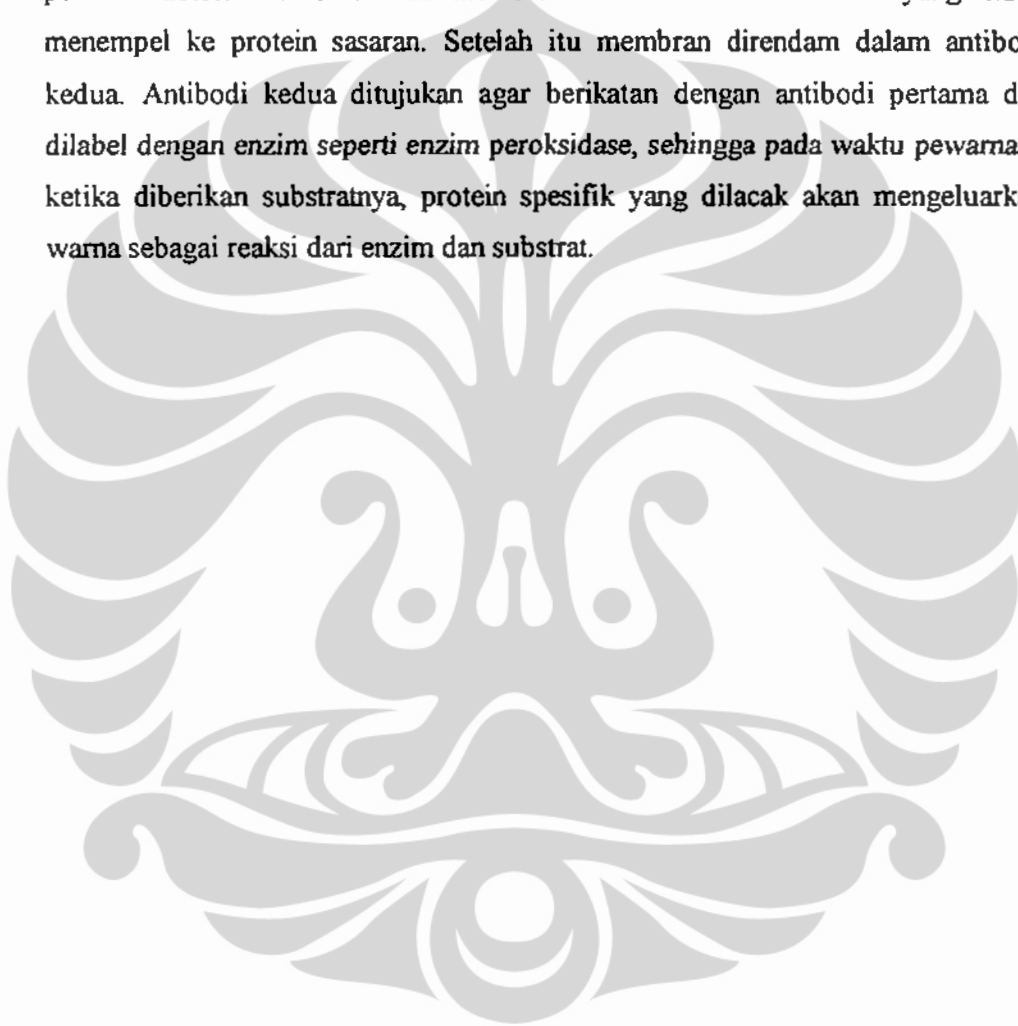 yang
menempel ke protein sasaran. Setelah itu membran direndam dalam antibo
kedua. Antibodi kedua ditujukan agar berikatan dengan antibodi pertama d
dilabel dengan enzim seperti enzim peroksidase, sehingga pada waktu pewarna
ketika diberikan substratnya, protein spesifik yang dilacak akan mengeluark
warna sebagai reaksi dari enzim dan substrat.